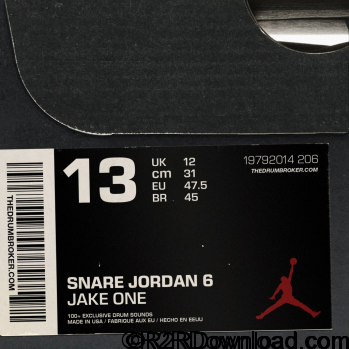 13
UK 12
cm 31
EU 47.5
BR 45
19792014 206
THEDRUMBROKER.COM
THEDRUMBROKER.COM
SNARE JORDAN 6
JAKE ONE
100+ EXCLUSIVE DRUM SOUNDS
MADE IN USA / FABRIQUE AUX EU / HECHO EN EEUU
©R2RDownload.com